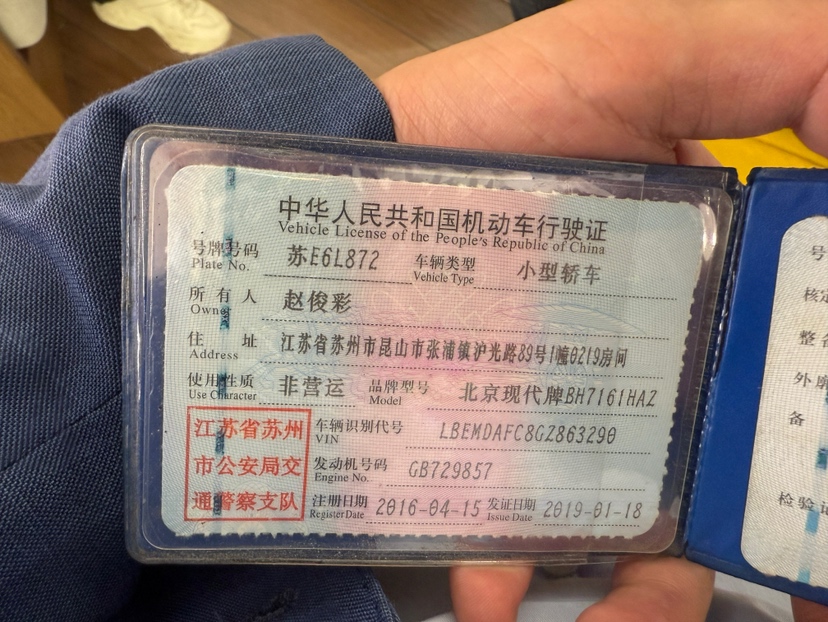 中华人民共和国机动车行驶证
Vehicle License of the People's Republic of China
号牌号码 苏E6L872 车辆类型 小型轿车
Plate No. Vehicle Type
所有人 赵俊彩
Owner
住址 江苏省苏州市昆山市张浦镇沪光路89号1幢0219房间
Address
使用性质 非营运 品牌型号 北京现代牌BH7161HAZ
Use Character Model
江苏省苏州
市公安局交
通警察支队
车辆识别代号 LBEMDAFC8GZ863290
VIN
发动机号码 GB729857
Engine No.
注册日期 2016-04-15 发证日期 2019-01-18
Register Date Issue Date
号
核定
整备
外廓
备
检验记